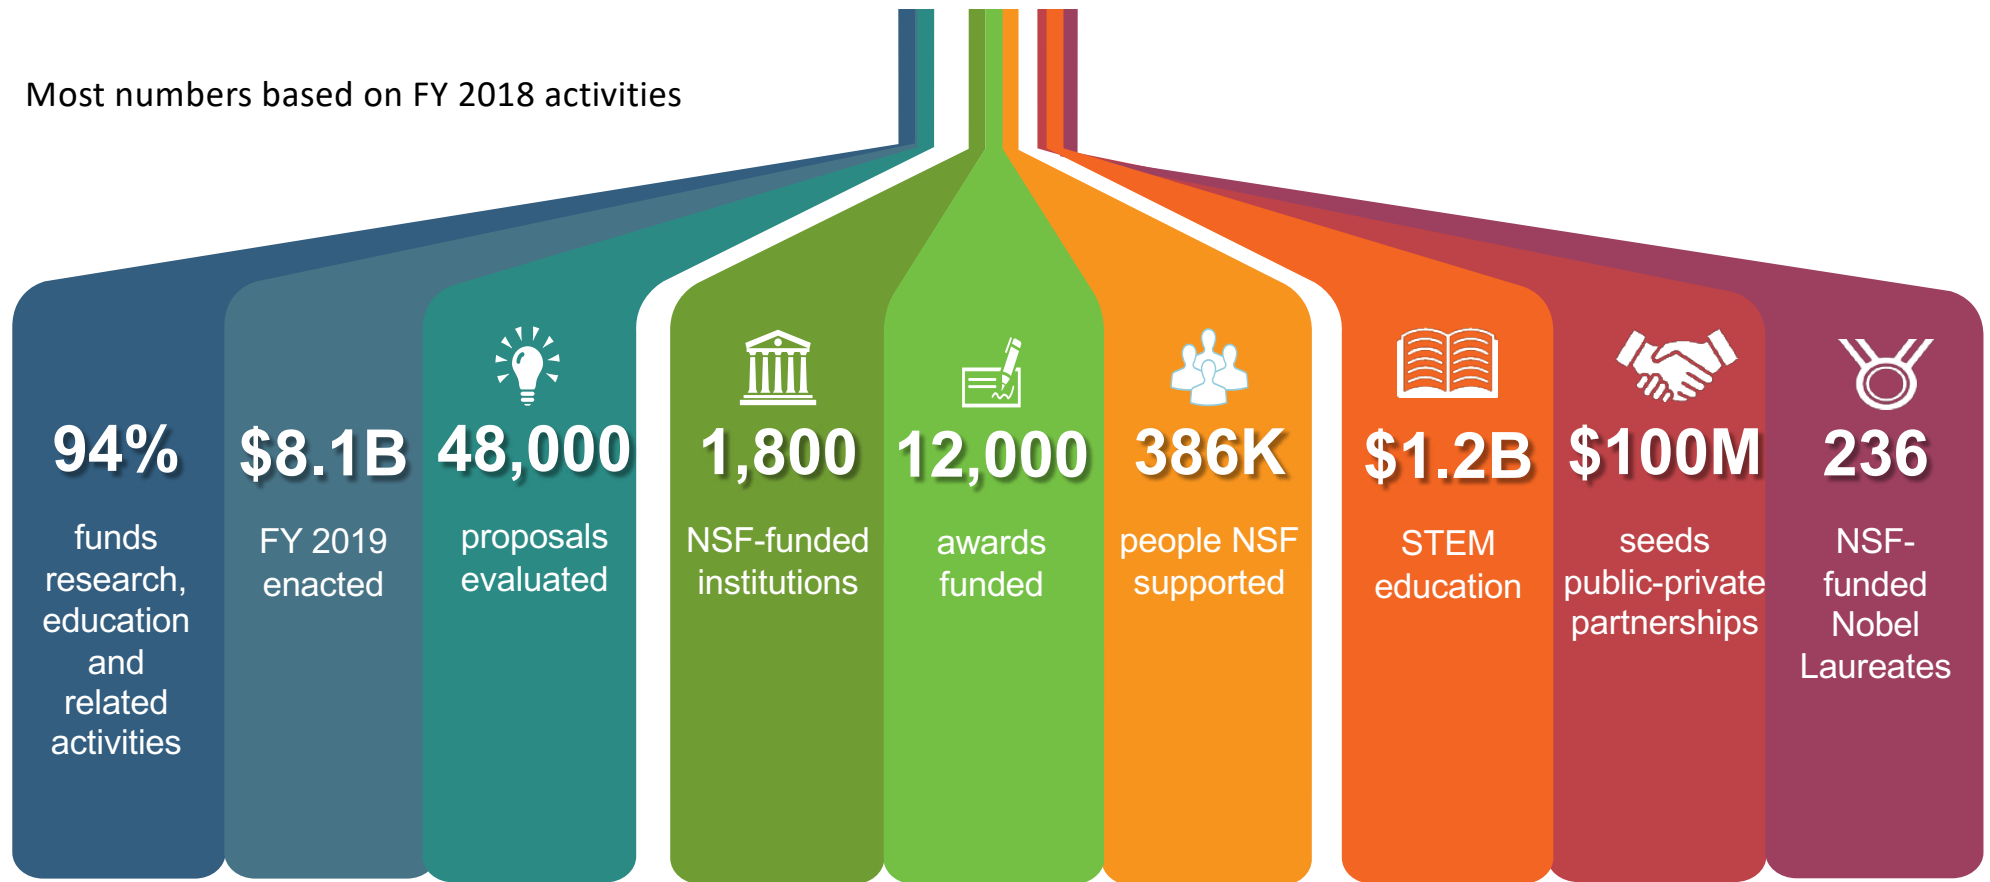 Most numbers based on FY 2018 activities
94%
funds
research,
education
and
related
activities
$8.1B
FY 2019
enacted
48,000
proposals
evaluated
1,800
NSF-funded
institutions
12,000
awards
funded
386K
people NSF
supported
$1.2B
STEM
education
$100M
seeds
public-private
partnerships
236
NSF-
funded
Nobel
Laureates